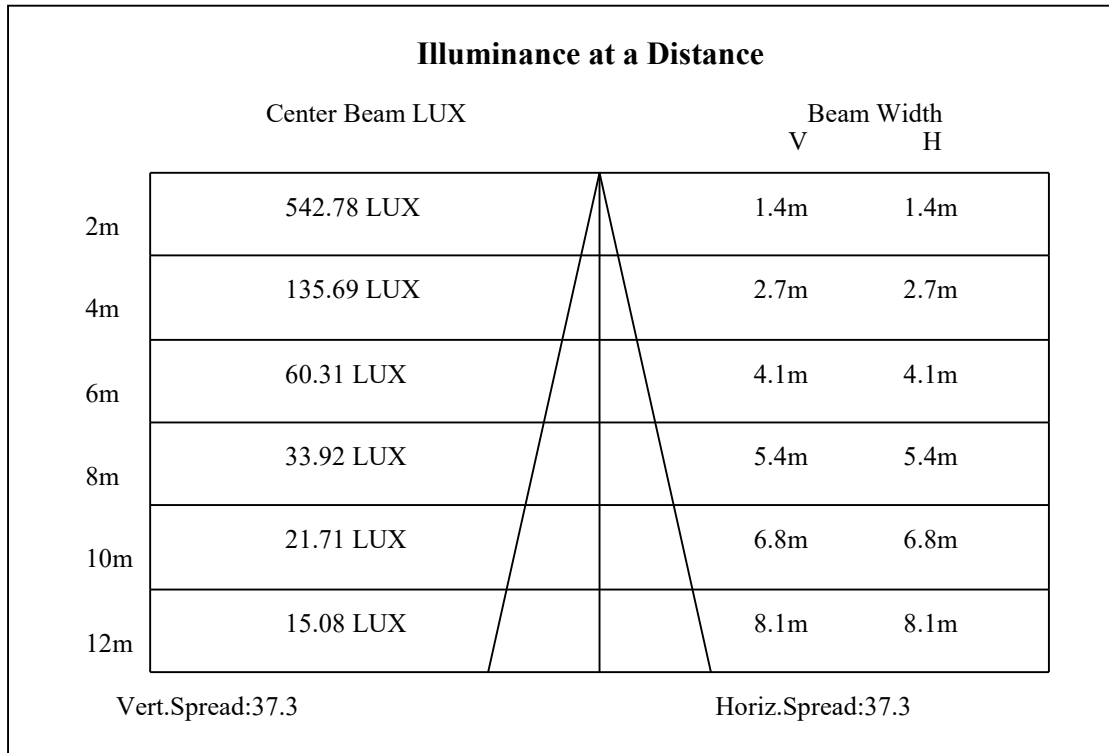 Illuminance at a Distance
Center Beam LUX Beam Width
V H
2m 542.78 LUX 1.4m 1.4m
4m 135.69 LUX 2.7m 2.7m
6m 60.31 LUX 4.1m 4.1m
8m 33.92 LUX 5.4m 5.4m
10m 21.71 LUX 6.8m 6.8m
12m 15.08 LUX 8.1m 8.1m
Vert.Spread:37.3 Horiz.Spread:37.3